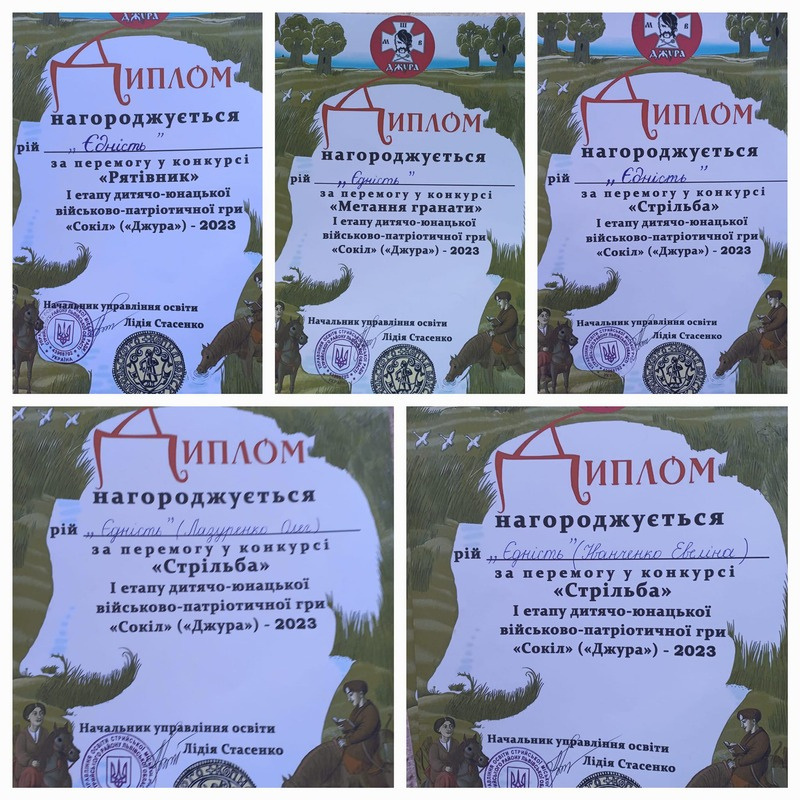 ДИПЛОМ
нагороджується
рій „Єдність”
за перемогу у конкурсі
«Рятівник»
І етапу дитячо-юнацької
військово-патріотичної гри
«Сокіл» («Джура») - 2023
Начальник управління освіти
Лідія Стасенко
УКРАЇНА
М Ш В В
ДЖУРА
ДИПЛОМ
нагороджується
рій „Єдність”
за перемогу у конкурсі
«Метання гранати»
І етапу дитячо-юнацької
військово-патріотичної гри
«Сокіл» («Джура») - 2023
Начальник управління освіти
Лідія Стасенко
М В
ДЖУРА
ДИПЛОМ
нагороджується
рій „Єдність”
за перемогу у конкурсі
«Стрільба»
І етапу дитячо-юнацької
військово-патріотичної гри
«Сокіл» («Джура») - 2023
Начальник управління освіти
Лідія Стасенко
ДИПЛОМ
нагороджується
рій „Єдність” (Лазуренко Олег)
за перемогу у конкурсі
«Стрільба»
І етапу дитячо-юнацької
військово-патріотичної гри
«Сокіл» («Джура») - 2023
Начальник управління освіти
Лідія Стасенко
ДИПЛОМ
нагороджується
рій „Єдність” (Іванченко Евеліна)
за перемогу у конкурсі
«Стрільба»
І етапу дитячо-юнацької
військово-патріотичної гри
«Сокіл» («Джура») - 2023
Начальник управління освіти
Лідія Стасенко